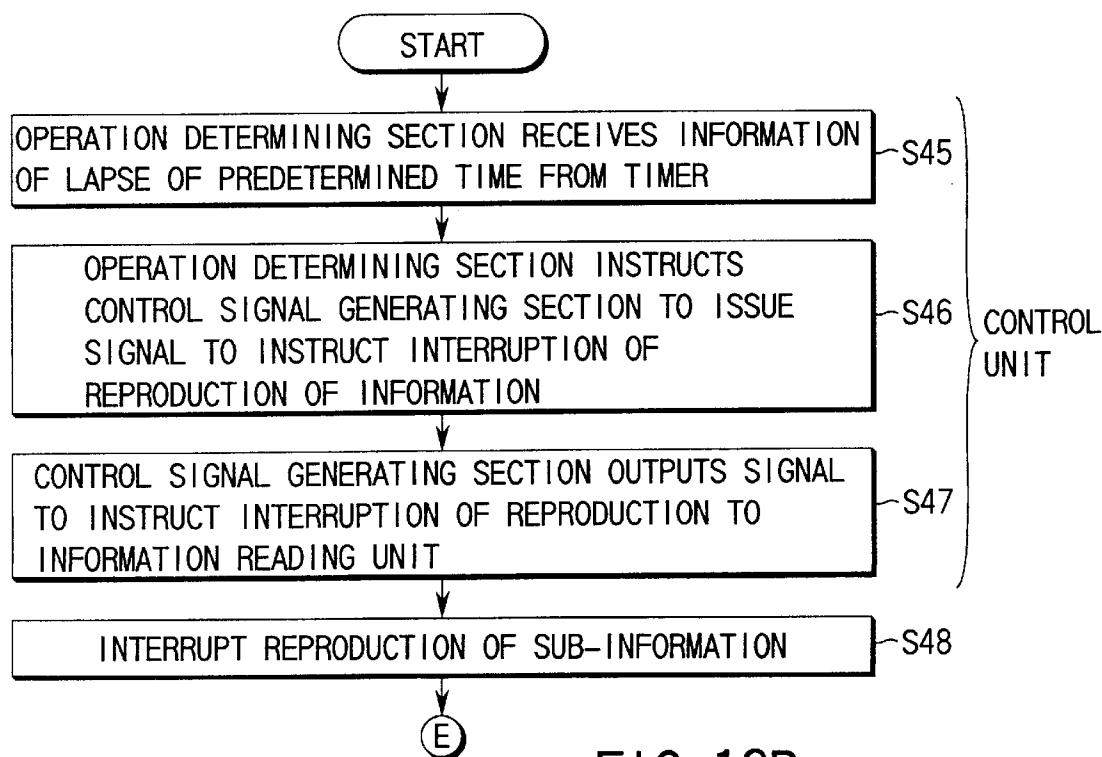 START
OPERATION DETERMINING SECTION RECEIVES INFORMATION
OF LAPSE OF PREDETERMINED TIME FROM TIMER
S45
OPERATION DETERMINING SECTION INSTRUCTS
CONTROL SIGNAL GENERATING SECTION TO ISSUE
SIGNAL TO INSTRUCT INTERRUPTION OF
REPRODUCTION OF INFORMATION
S46
CONTROL
UNIT
CONTROL SIGNAL GENERATING SECTION OUTPUTS SIGNAL
TO INSTRUCT INTERRUPTION OF REPRODUCTION TO
INFORMATION READING UNIT
S47
INTERRUPT REPRODUCTION OF SUB-INFORMATION
S48
E